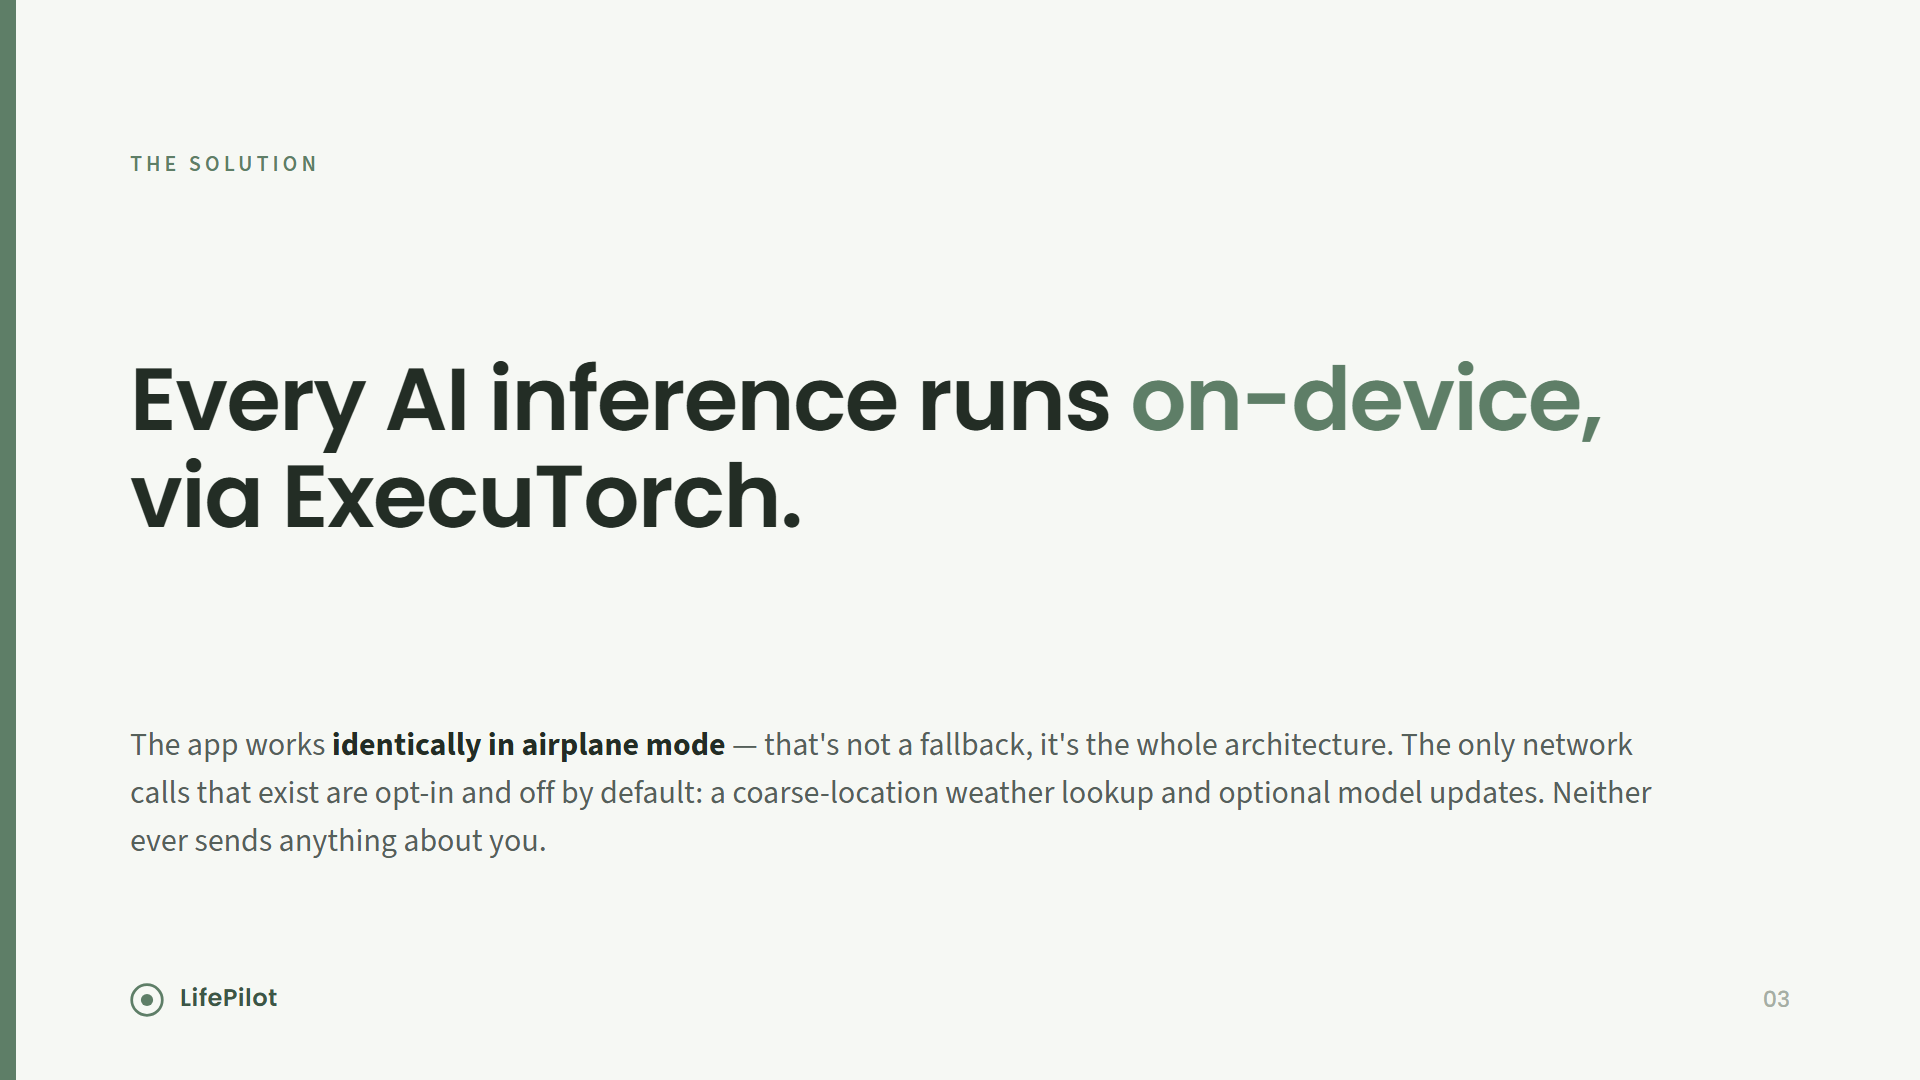 THE SOLUTION
Every AI inference runs on-device,
via ExecuTorch.
The app works identically in airplane mode — that's not a fallback, it's the whole architecture. The only network
calls that exist are opt-in and off by default: a coarse-location weather lookup and optional model updates. Neither
ever sends anything about you.
LifePilot
03